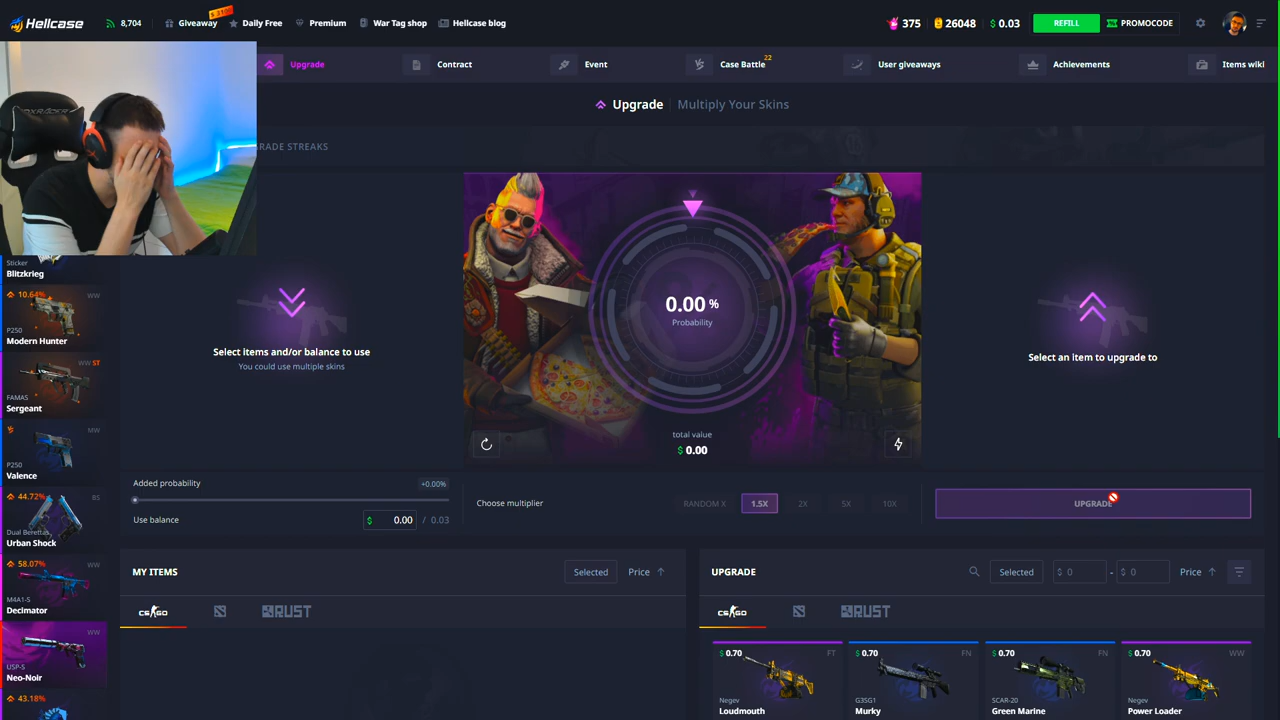 Hellcase
8,704
Giveaway
Daily Free
Premium
War Tag shop
Hellcase blog
375
26048
$ 0.03
REFILL
PROMOCODE
Upgrade
Contract
Event
Case Battle 22
User giveaways
Achievements
Items wiki
Upgrade
Multiply Your Skins
RADE STREAKS
Sticker
Blitzkrieg
10.64% WW
P250
Modern Hunter
WW ST
FAMAS
Sergeant
MW
P250
Valence
44.72% BS
Dual Berettas
Urban Shock
58.07% WW
M4A1-S
Decimator
WW
USP-S
Neo-Noir
43.18%
Select items and/or balance to use
You could use multiple skins
0.00 %
Probability
total value
$ 0.00
Select an item to upgrade to
Added probability
+0.00%
Use balance
$ 0.00 / 0.03
Choose multiplier
RANDOM X
1.5X
2X
5X
10X
UPGRADE
MY ITEMS
Selected
Price
CS:GO
RUST
UPGRADE
Selected
$ 0 - $ 0
Price
CS:GO
RUST
$ 0.70 FT
Negev
Loudmouth
$ 0.70 FN
G3SG1
Murky
$ 0.70 FN
SCAR-20
Green Marine
$ 0.70 WW
Negev
Power Loader